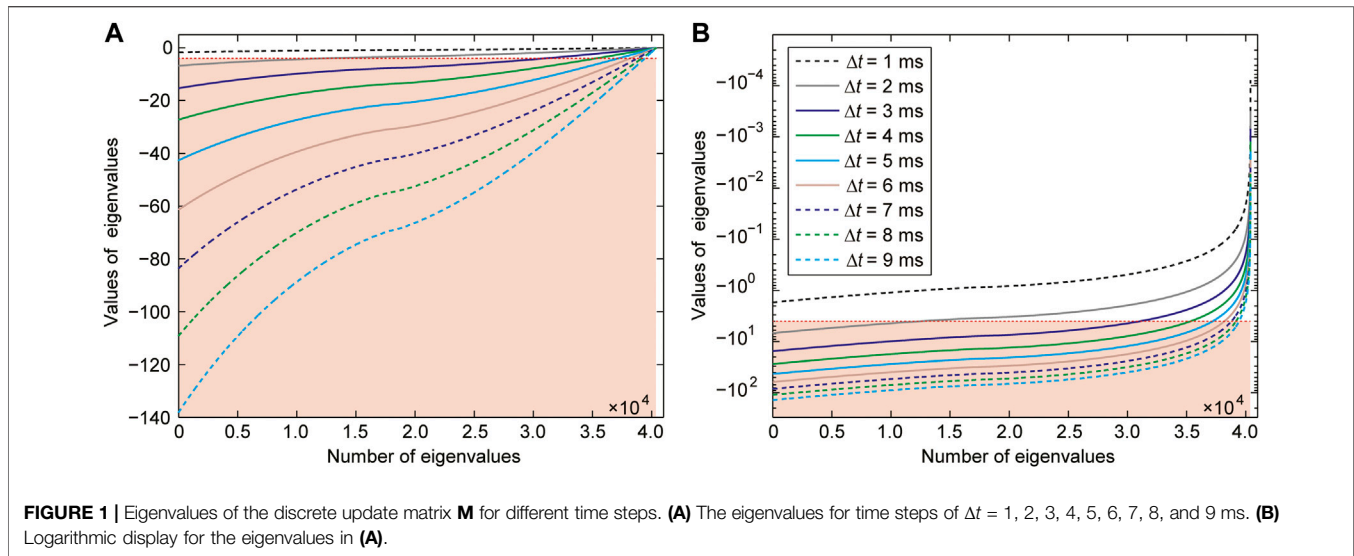 A
0
−20
−40
−60
−80
−100
−120
−140
Values of eigenvalues
0 0.5 1.0 1.5 2.0 2.5 3.0 3.5 4.0
×10⁴
Number of eigenvalues
B
−10⁻⁴
−10⁻³
−10⁻²
−10⁻¹
−10⁰
−10¹
−10²
Values of eigenvalues
Δt = 1 ms
Δt = 2 ms
Δt = 3 ms
Δt = 4 ms
Δt = 5 ms
Δt = 6 ms
Δt = 7 ms
Δt = 8 ms
Δt = 9 ms
0 0.5 1.0 1.5 2.0 2.5 3.0 3.5 4.0
×10⁴
Number of eigenvalues
FIGURE 1 | Eigenvalues of the discrete update matrix M for different time steps. (A) The eigenvalues for time steps of Δt = 1, 2, 3, 4, 5, 6, 7, 8, and 9 ms. (B)
Logarithmic display for the eigenvalues in (A).